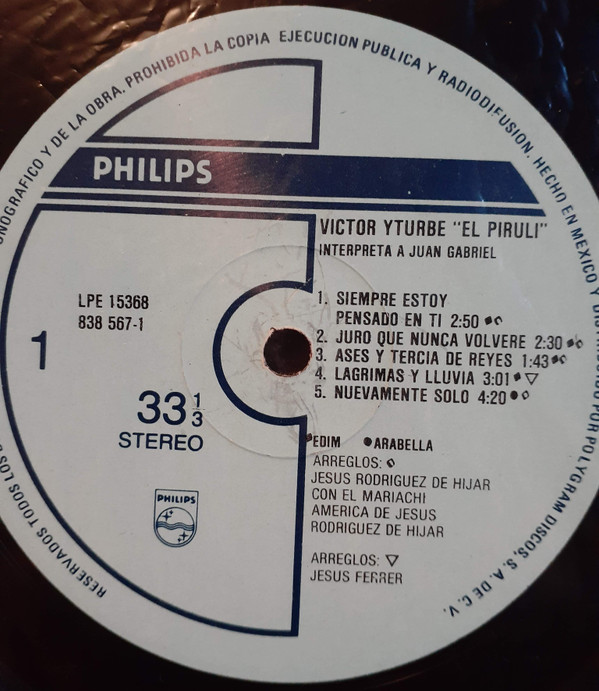 ONOGRAFICO Y DE LA OBRA. PROHIBIDA LA COPIA EJECUCION PUBLICA Y RADIODIFUSION. HECHO EN MEXICO Y POR POLYGRAM DISCOS, S. A. DE C. V.
PHILIPS
VICTOR YTURBE "EL PIRULI"
INTERPRETA A JUAN GABRIEL
LPE 15368
838 567-1
1
33 1/3
STEREO
PHILIPS
1. SIEMPRE ESTOY
PENSADO EN TI 2:50
2. JURO QUE NUNCA VOLVERE 2:30
3. ASES Y TERCIA DE REYES 1:43
4. LAGRIMAS Y LLUVIA 3:01 ▽
5. NUEVAMENTE SOLO 4:20
EDIM ●ARABELLA
ARREGLOS: ◊
JESUS RODRIGUEZ DE HIJAR
CON EL MARIACHI
AMERICA DE JESUS
RODRIGUEZ DE HIJAR
ARREGLOS: ▽
JESUS FERRER
RESERVADOS TODOS LOS